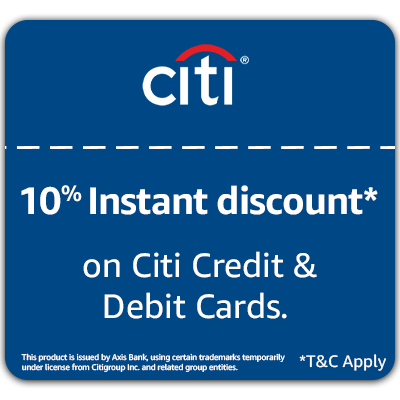 citi®
10% Instant discount*
on Citi Credit &
Debit Cards.
This product is issued by Axis Bank, using certain trademarks temporarily
under license from Citigroup Inc. and related group entities.
*T&C Apply